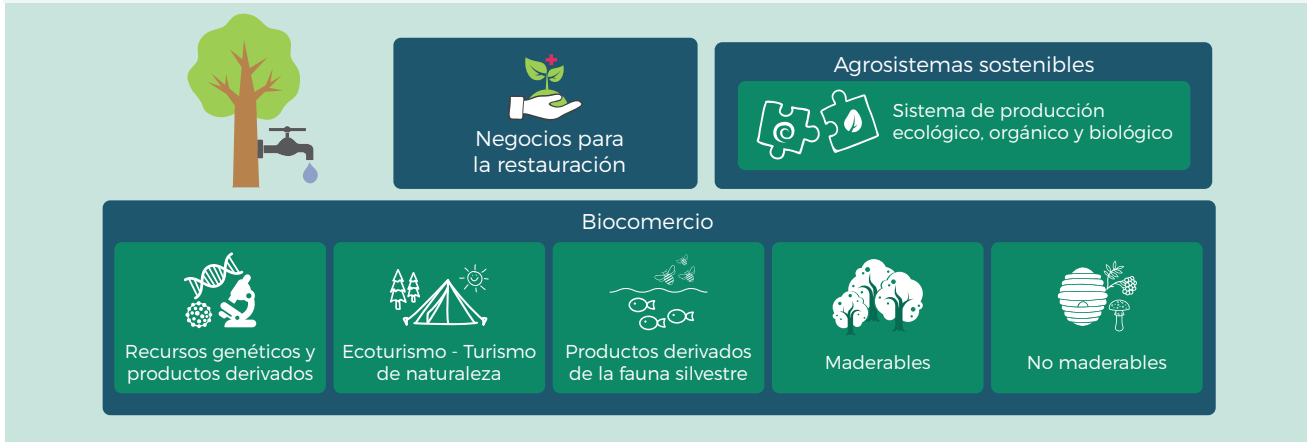 Negocios para
la restauración
Agrosistemas sostenibles
Sistema de producción
ecológico, orgánico y biológico
Biocomercio
Recursos genéticos y
productos derivados
Ecoturismo - Turismo
de naturaleza
Productos derivados
de la fauna silvestre
Maderables
No maderables